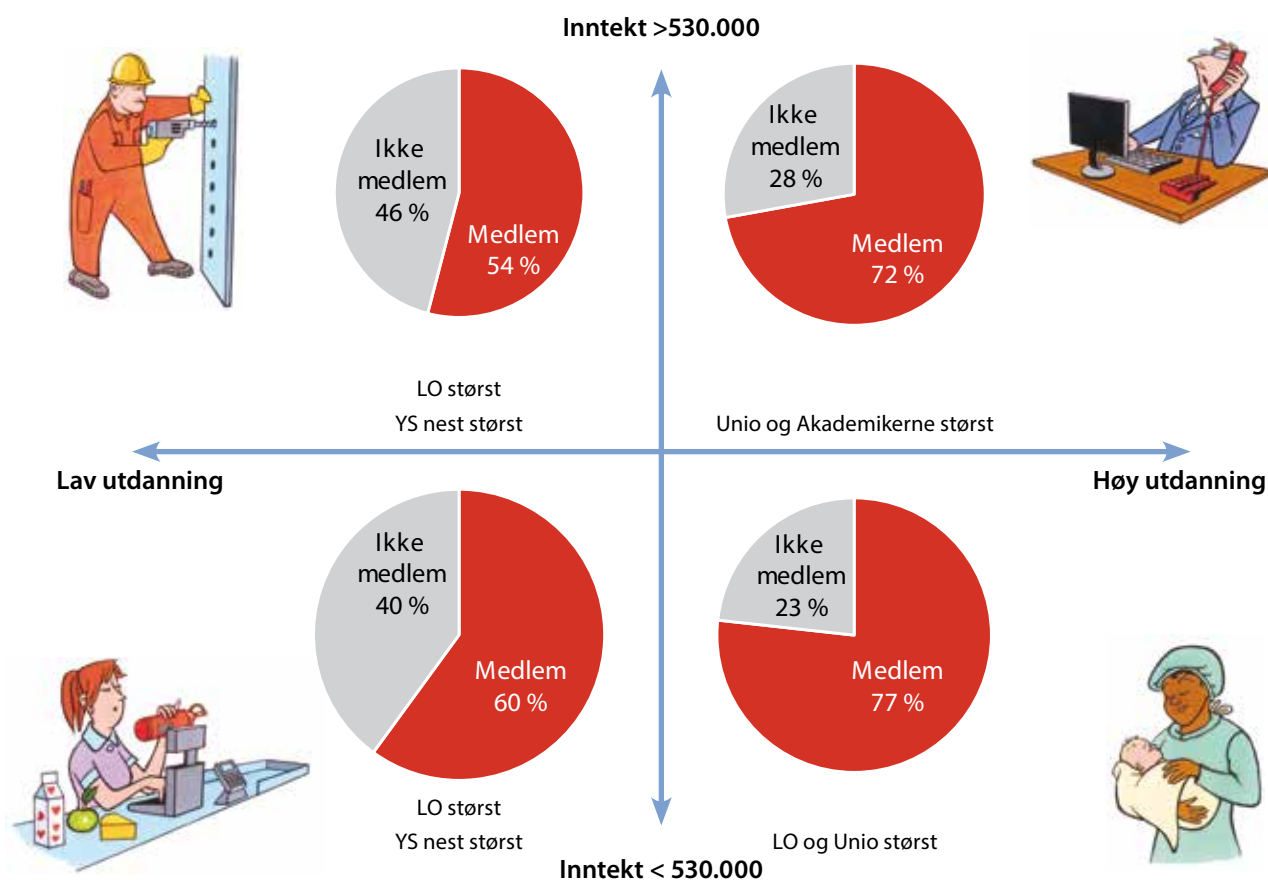 Inntekt >530.000
Ikke
medlem
46 %
Medlem
54 %
Ikke
medlem
28 %
Medlem
72 %
LO størst
YS nest størst
Unio og Akademikerne størst
Lav utdanning
Høy utdanning
Ikke
medlem
40 %
Medlem
60 %
Ikke
medlem
23 %
Medlem
77 %
LO størst
YS nest størst
LO og Unio størst
Inntekt < 530.000